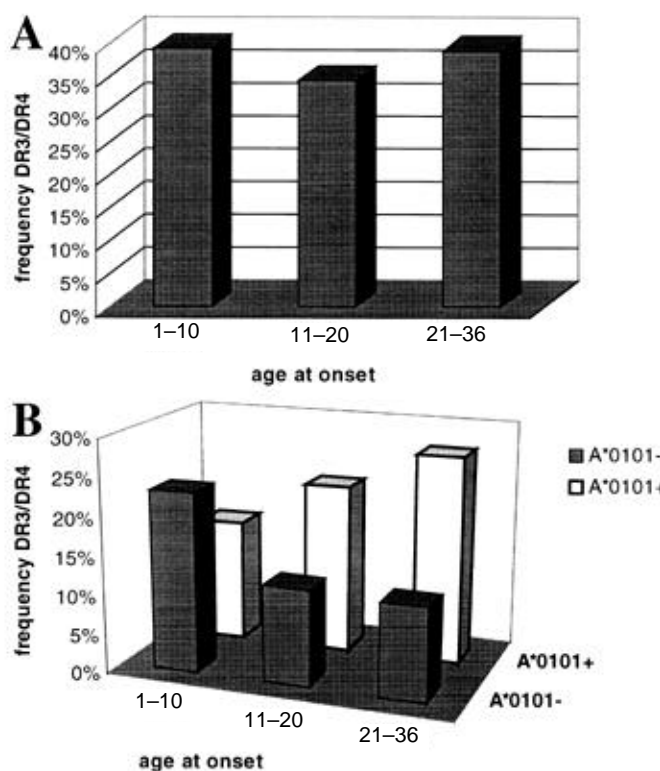 A
frequency DR3/DR4
40%
35%
30%
25%
20%
15%
10%
5%
0%
1–10 11–20 21–36
age at onset
B
frequency DR3/DR4
30%
25%
20%
15%
10%
5%
0%
A*0101-
A*0101+
A*0101+
A*0101-
1–10
11–20
21–36
age at onset